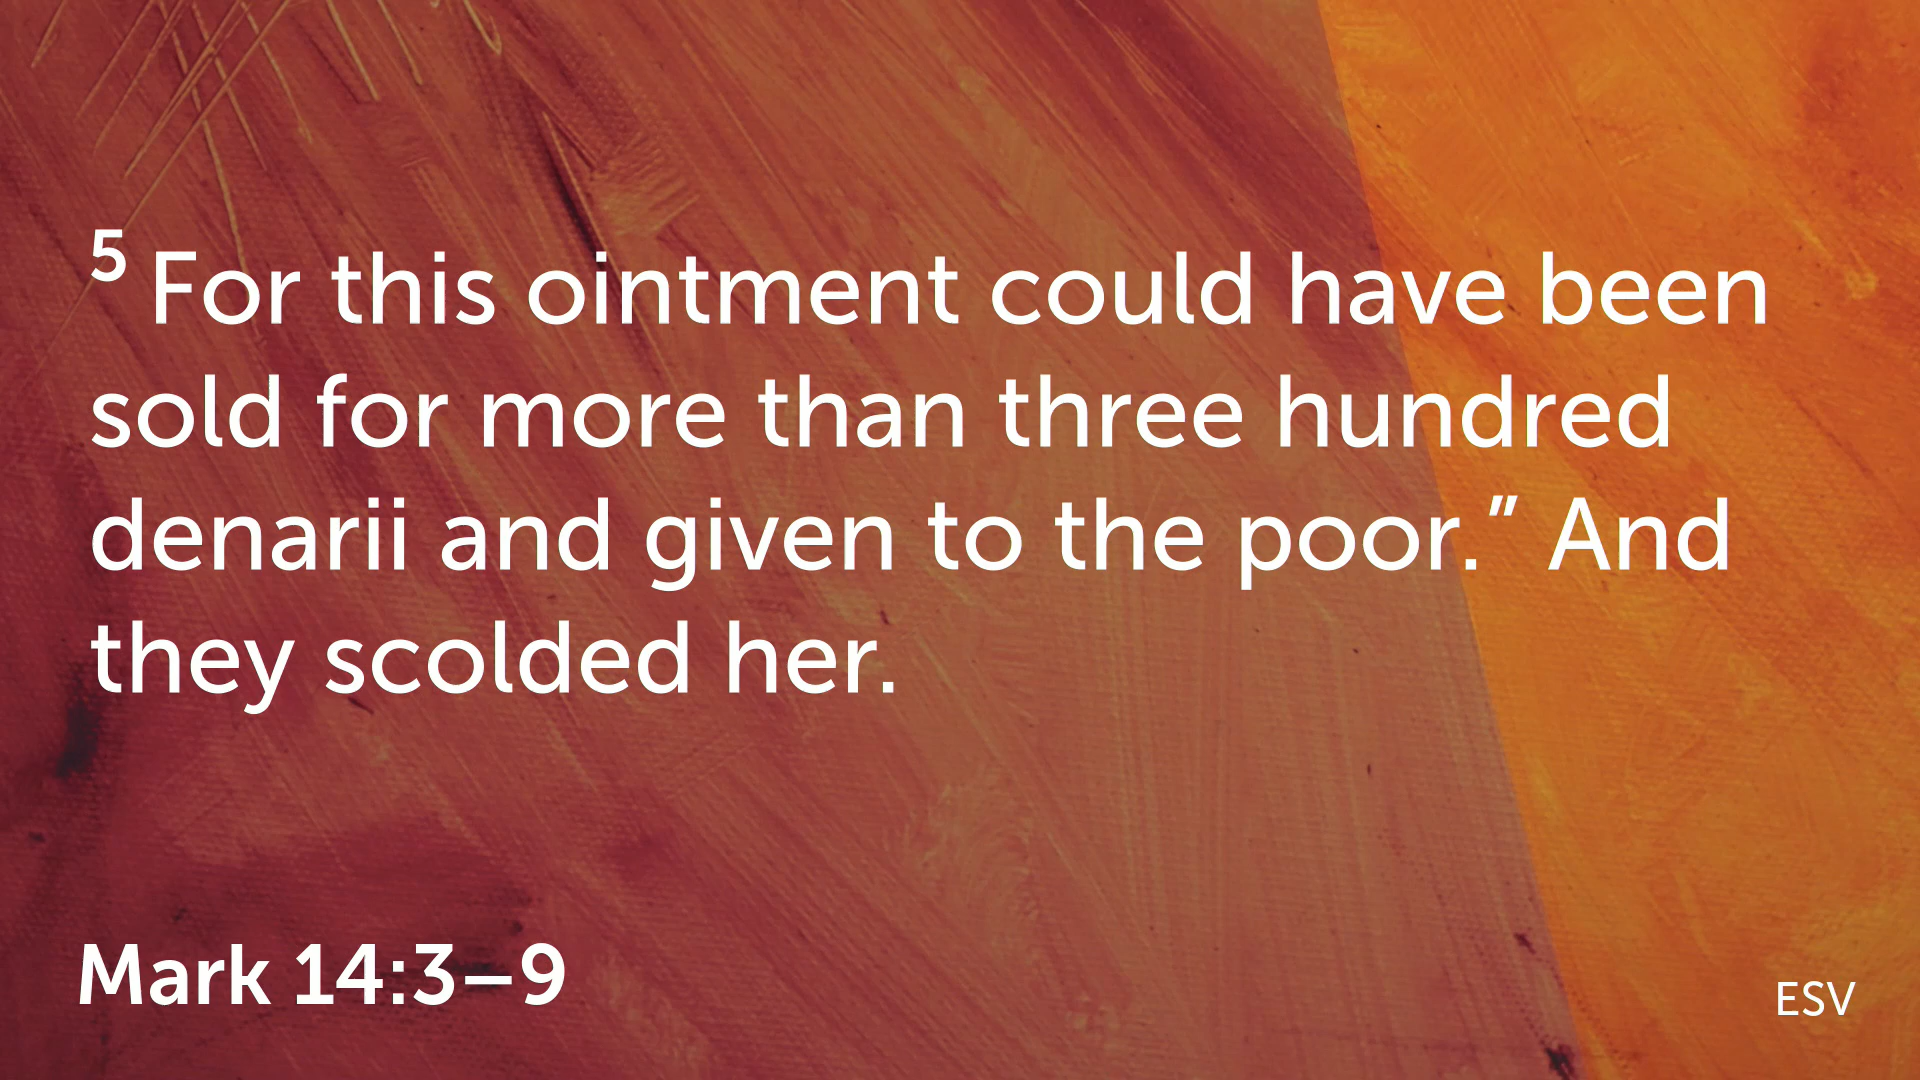 5 For this ointment could have been
sold for more than three hundred
denarii and given to the poor.” And
they scolded her.
Mark 14:3–9
ESV